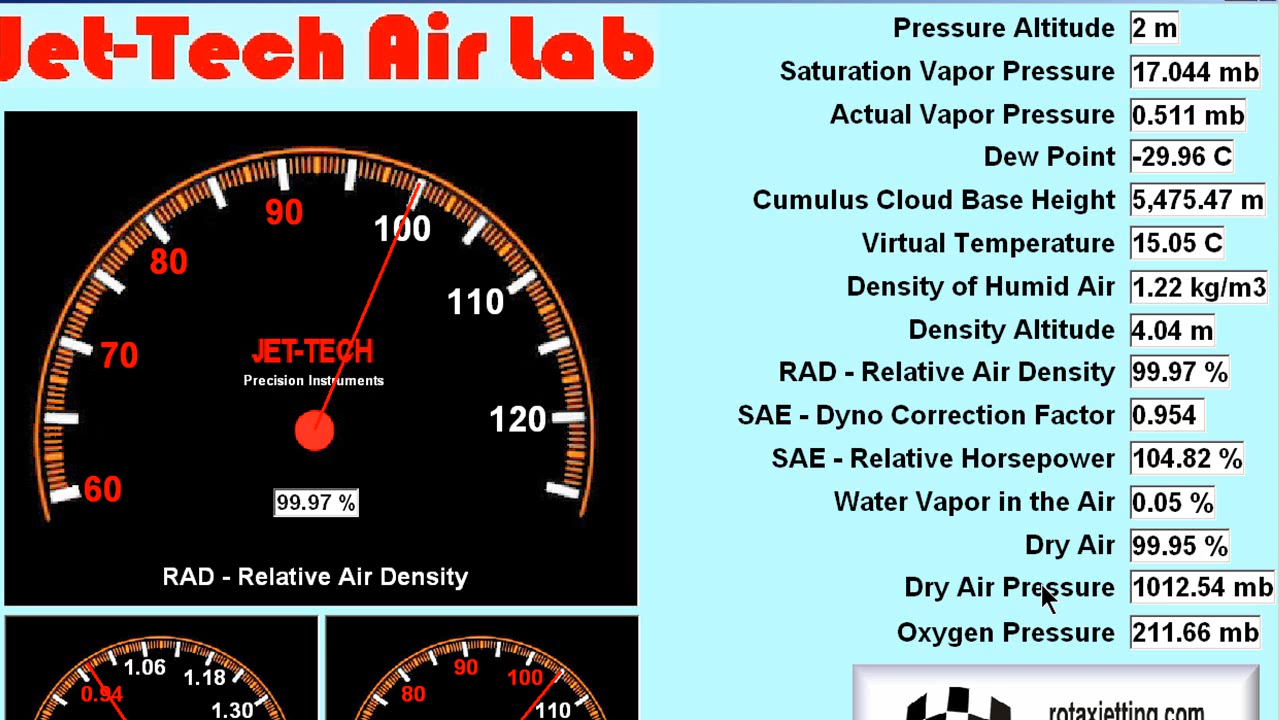 Jet-Tech Air Lab
90
100
80
110
70
120
60
JET-TECH
Precision Instruments
99.97 %
RAD - Relative Air Density
Pressure Altitude 2 m
Saturation Vapor Pressure 17.044 mb
Actual Vapor Pressure 0.511 mb
Dew Point -29.96 C
Cumulus Cloud Base Height 5,475.47 m
Virtual Temperature 15.05 C
Density of Humid Air 1.22 kg/m3
Density Altitude 4.04 m
RAD - Relative Air Density 99.97 %
SAE - Dyno Correction Factor 0.954
SAE - Relative Horsepower 104.82 %
Water Vapor in the Air 0.05 %
Dry Air 99.95 %
Dry Air Pressure 1012.54 mb
Oxygen Pressure 211.66 mb
1.06
1.18
0.94
1.30
90
100
80
110
rotaxjetting.com